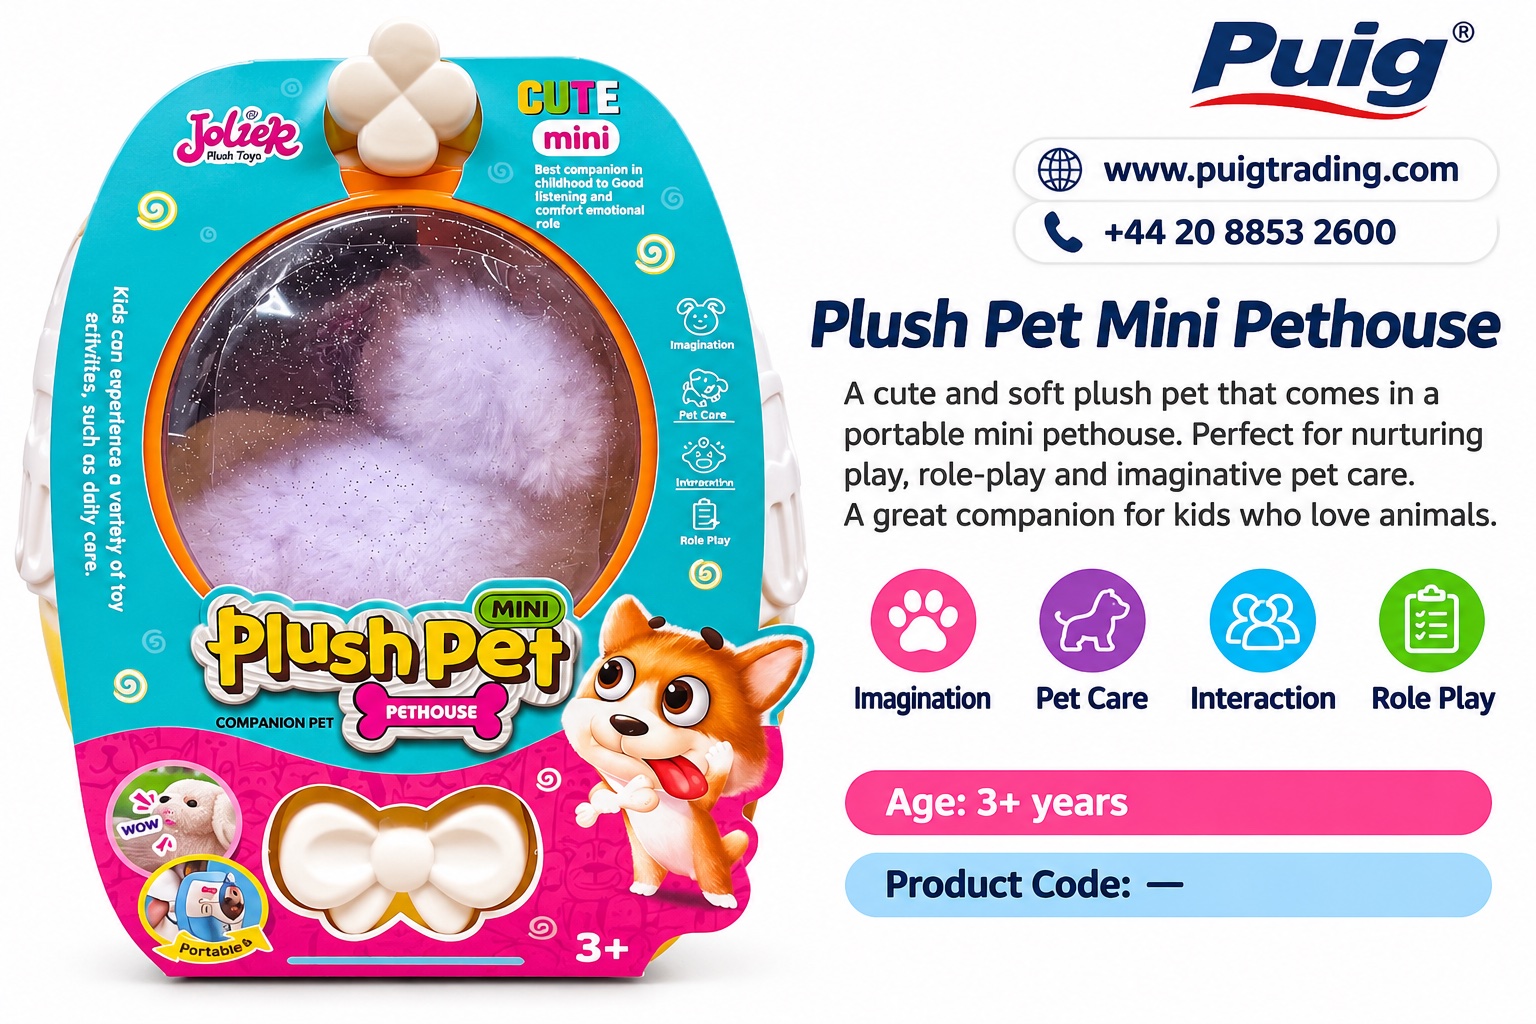 Joliek®
Plush Toys
CUTE
mini
Best companion in
childhood to Good
listening and
comfort emotional
role
Kids can experience a variety of toy
activities, such as daily care.
Imagination
Pet Care
Interaction
Role Play
MINI
Plush Pet
PETHOUSE
COMPANION PET
WOW
Portable
3+
Puig®
www.puigtrading.com
+44 20 8853 2600
Plush Pet Mini Pethouse
A cute and soft plush pet that comes in a
portable mini pethouse. Perfect for nurturing
play, role-play and imaginative pet care.
A great companion for kids who love animals.
Imagination
Pet Care
Interaction
Role Play
Age: 3+ years
Product Code: —